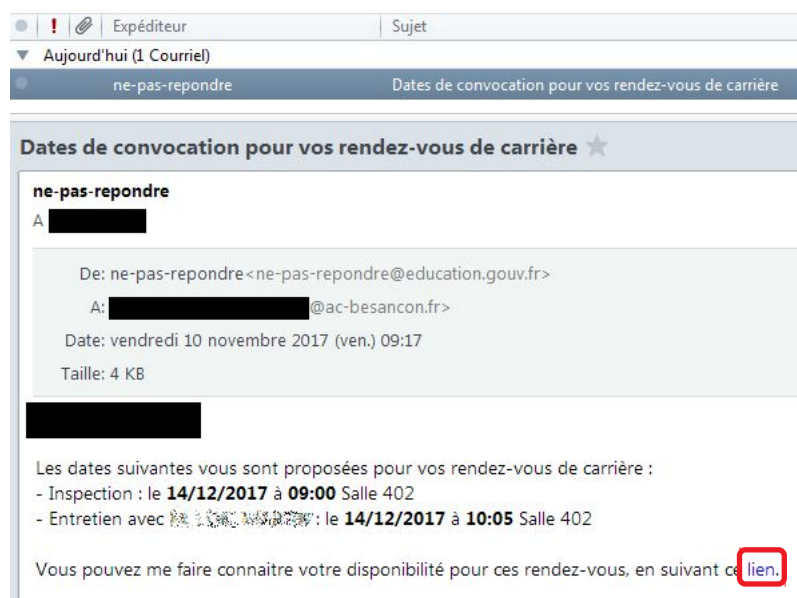 ! Expéditeur Sujet
Aujourd'hui (1 Courriel)
ne-pas-repondre Dates de convocation pour vos rendez-vous de carrière
Dates de convocation pour vos rendez-vous de carrière
ne-pas-repondre
A
De: ne-pas-repondre<ne-pas-repondre@education.gouv.fr>
A: @ac-besancon.fr>
Date: vendredi 10 novembre 2017 (ven.) 09:17
Taille: 4 KB
Les dates suivantes vous sont proposées pour vos rendez-vous de carrière :
- Inspection : le 14/12/2017 à 09:00 Salle 402
- Entretien avec : le 14/12/2017 à 10:05 Salle 402
Vous pouvez me faire connaitre votre disponibilité pour ces rendez-vous, en suivant ce lien.